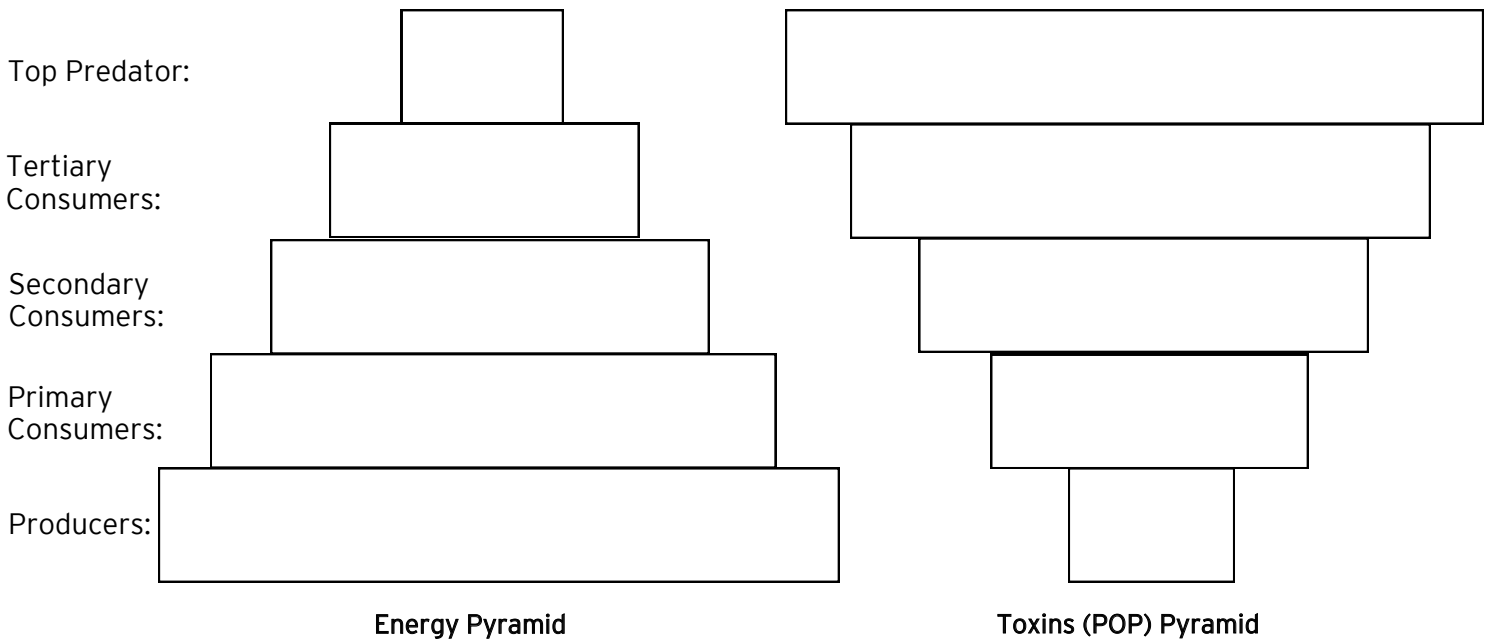 Top Predator:
Tertiary
Consumers:
Secondary
Consumers:
Primary
Consumers:
Producers:
Energy Pyramid
Toxins (POP) Pyramid